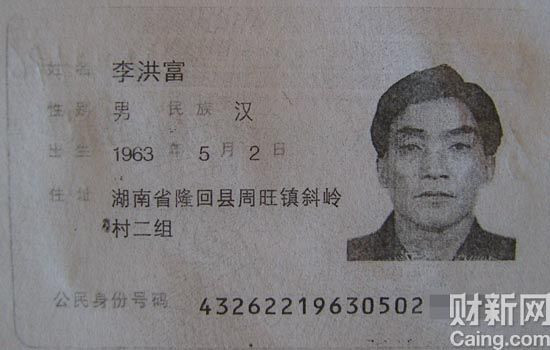 姓名 李洪富
性别 男 民族 汉
出生 1963 年 5 月 2 日
住址 湖南省隆回县周旺镇斜岭
村二组
公民身份号码 43262219630502
财新网
Caing.com